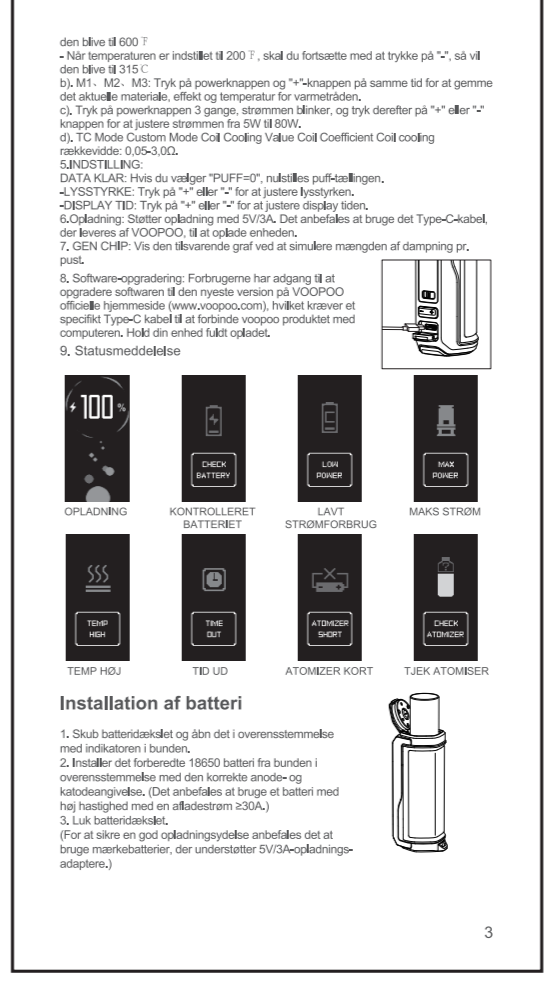 den blive til 600 ℉
- Når temperaturen er indstillet til 200 ℉, skal du fortsætte med at trykke på "-", så vil
den blive til 315℃
b). M1、M2、M3: Tryk på powerknappen og "+"-knappen på samme tid for at gemme
det aktuelle materiale, effekt og temperatur for varmetråden.
c). Tryk på powerknappen 3 gange, strømmen blinker, og tryk derefter på "+" eller "-"
knappen for at justere strømmen fra 5W til 80W.
d). TC Mode Custom Mode Coil Cooling Value Coil Coefficient Coil cooling
rækkevidde: 0,05-3,0Ω.
5.INDSTILLING:
DATA KLAR: Hvis du vælger "PUFF=0", nulstilles puff-tællingen.
-LYSSTYRKE: Tryk på "+" eller "-" for at justere lysstyrken.
-DISPLAY TID: Tryk på "+" eller "-" for at justere display tiden.
6.Opladning: Støtter opladning med 5V/3A. Det anbefales at bruge det Type-C-kabel,
der leveres af VOOPOO, til at oplade enheden.
7. GEN CHIP: Vis den tilsvarende graf ved at simulere mængden af dampning pr.
pust.
8. Software-opgradering: Forbrugerne har adgang til at
opgradere softwaren til den nyeste version på VOOPOO
officielle hjemmeside (www.voopoo.com), hvilket kræver et
specifikt Type-C kabel til at forbinde voopoo produktet med
computeren. Hold din enhed fuldt opladet.
9. Statusmeddelelse
100 %
CHECK
BATTERY
LOW
POWER
MAX
POWER
OPLADNING
KONTROLLERET
BATTERIET
LAVT
STRØMFORBRUG
MAKS STRØM
TEMP
HIGH
TIME
OUT
ATOMIZER
SHORT
?
CHECK
ATOMIZER
TEMP HØJ
TID UD
ATOMIZER KORT
TJEK ATOMISER
Installation af batteri
1. Skub batteridækslet og åbn det i overensstemmelse
med indikatoren i bunden.
2. Installer det forberedte 18650 batteri fra bunden i
overensstemmelse med den korrekte anode- og
katodeangivelse. (Det anbefales at bruge et batteri med
høj hastighed med en afladestrøm ≥30A.)
3. Luk batteridækslet.
(For at sikre en god opladningsydelse anbefales det at
bruge mærkebatterier, der understøtter 5V/3A-opladnings-
adaptere.)
3